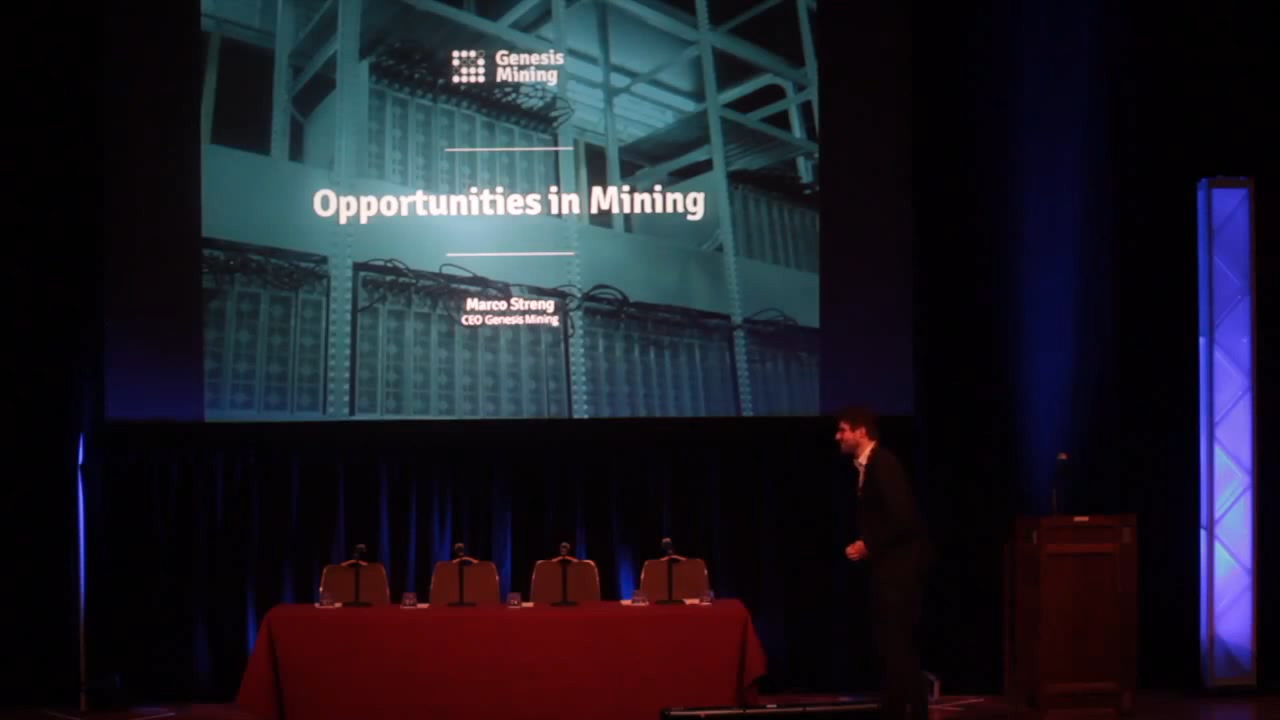 Genesis
Mining
Opportunities in Mining
Marco Streng
CEO Genesis Mining